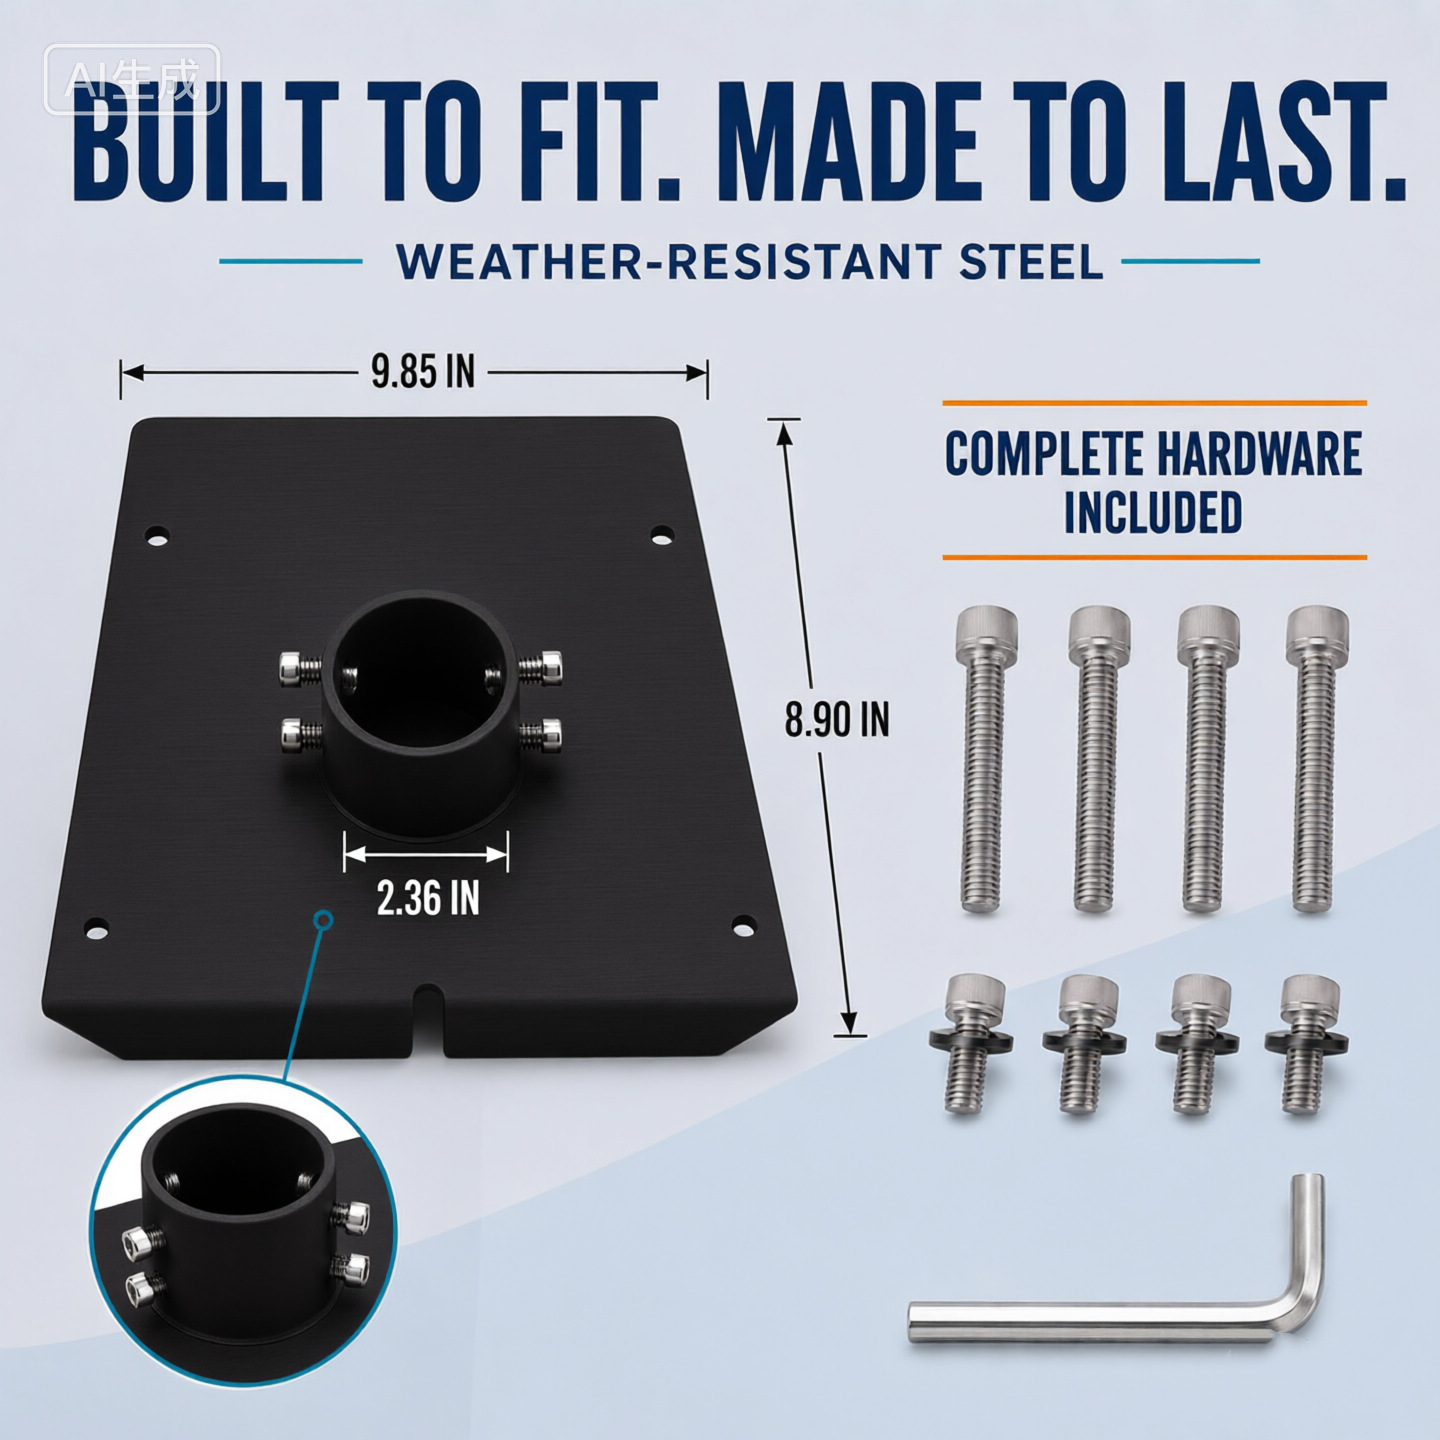 AI生成
BUILT TO FIT. MADE TO LAST.
WEATHER-RESISTANT STEEL
9.85 IN
COMPLETE HARDWARE
INCLUDED
8.90 IN
2.36 IN